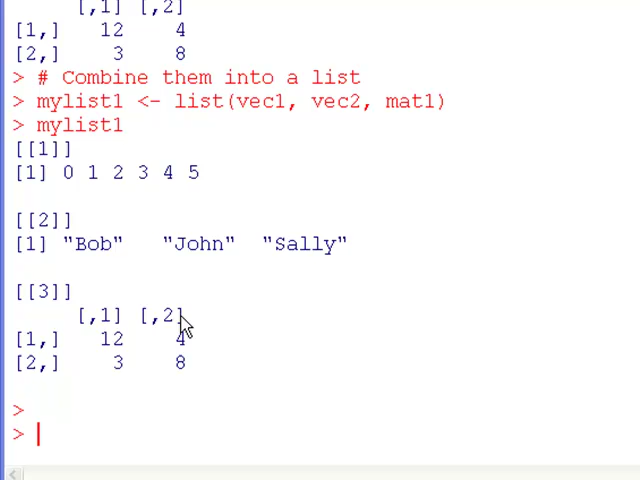 [,1] [,2]
[1,] 12 4
[2,] 3 8
> # Combine them into a list
> mylist1 <- list(vec1, vec2, mat1)
> mylist1
[[1]]
[1] 0 1 2 3 4 5
[[2]]
[1] "Bob" "John" "Sally"
[[3]]
[,1] [,2]
[1,] 12 4
[2,] 3 8
>
>